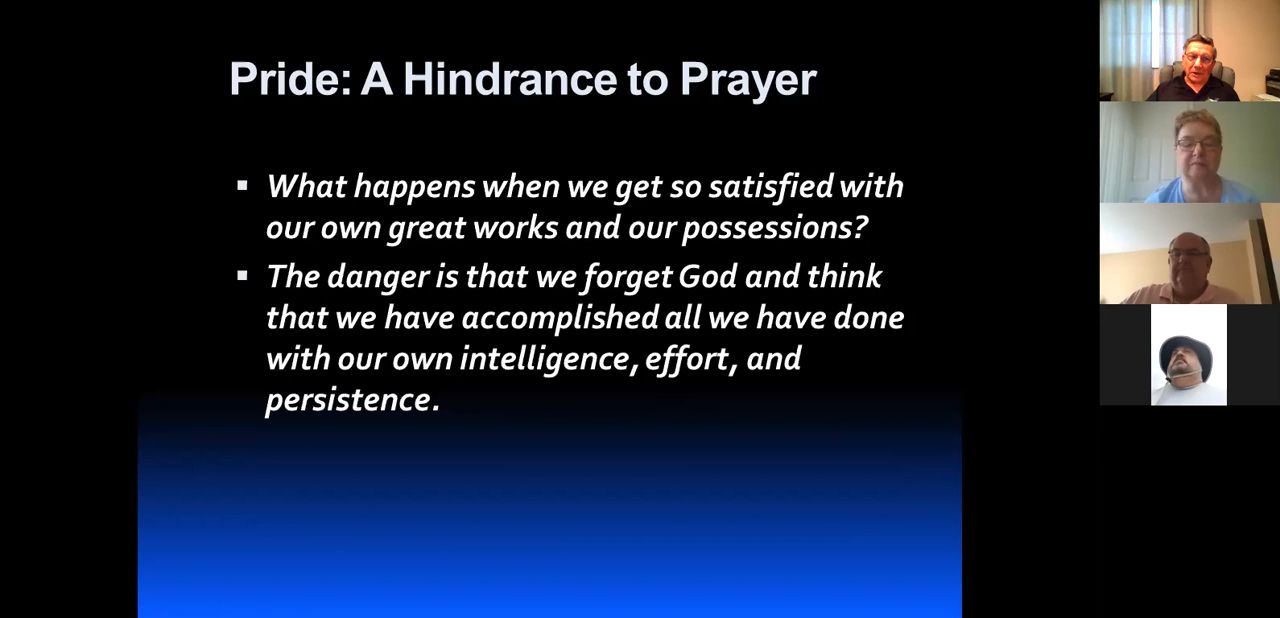 Pride: A Hindrance to Prayer
▪ What happens when we get so satisfied with
our own great works and our possessions?
▪ The danger is that we forget God and think
that we have accomplished all we have done
with our own intelligence, effort, and
persistence.